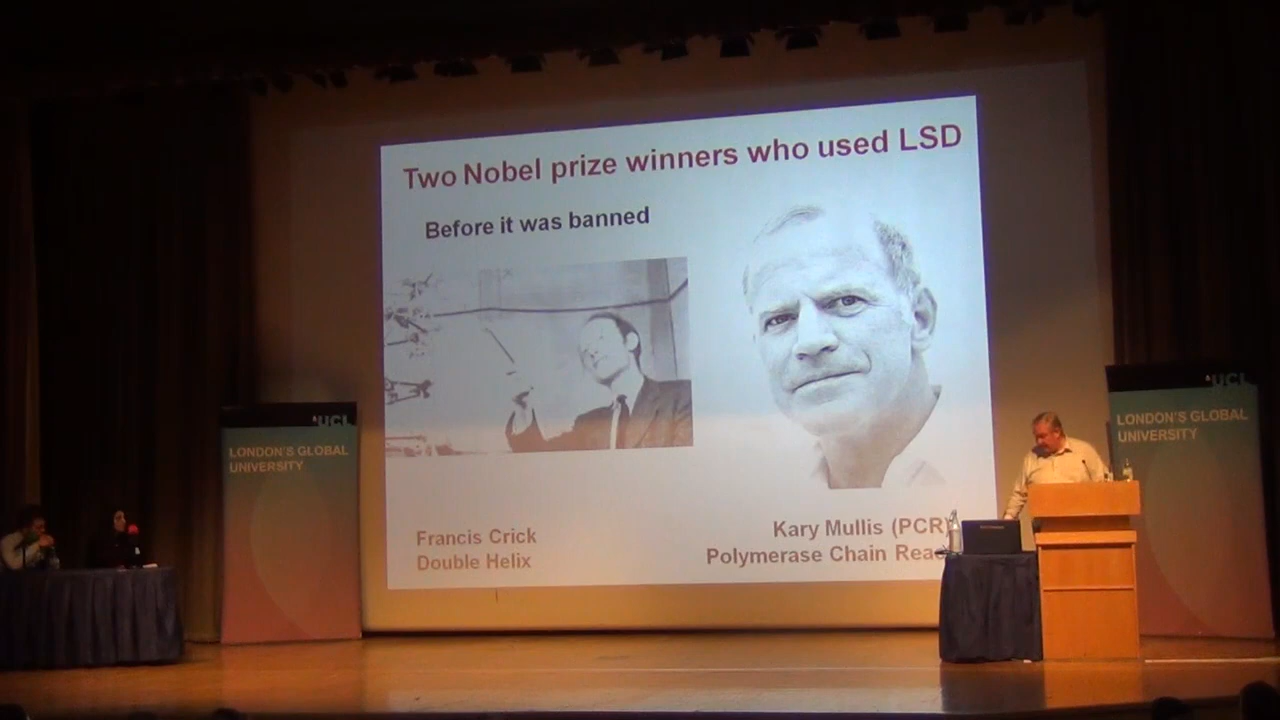 Two Nobel prize winners who used LSD
Before it was banned
Francis Crick
Double Helix
Kary Mullis (PCR)
Polymerase Chain Reac
UCL
LONDON'S GLOBAL
UNIVERSITY
UCL
LONDON'S GLOBAL
UNIVERSITY